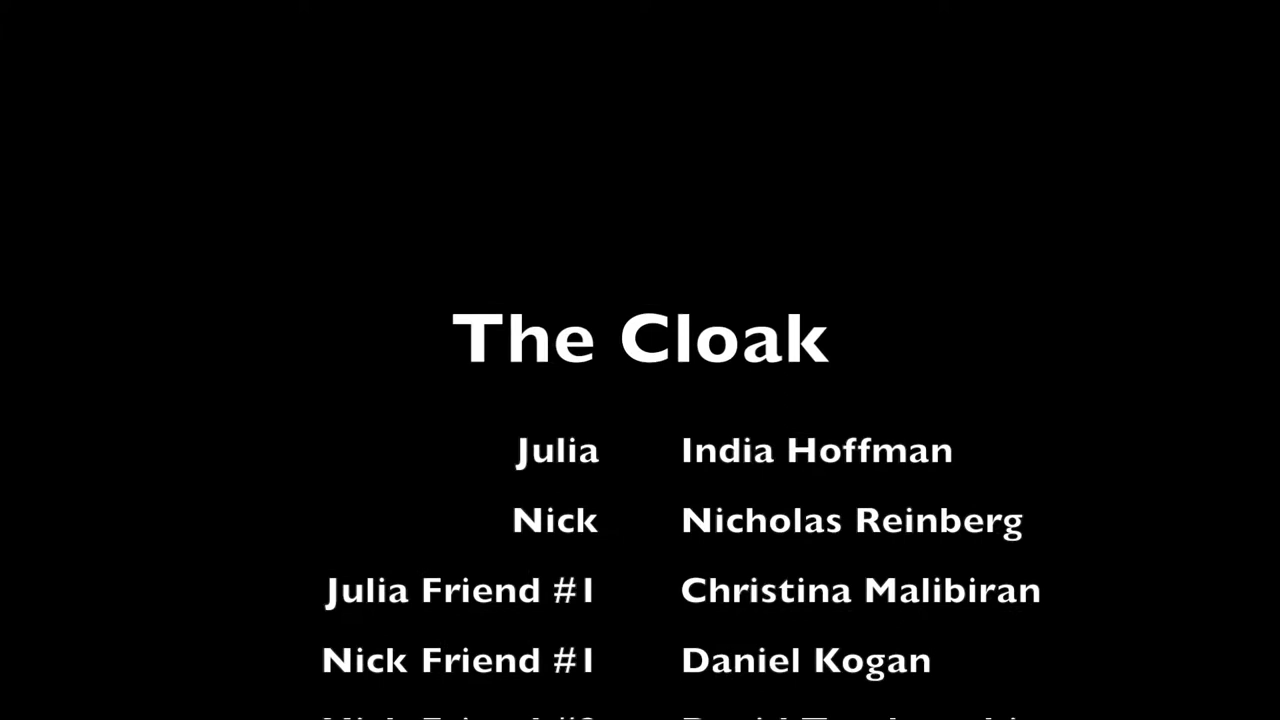 The Cloak
Julia India Hoffman
Nick Nicholas Reinberg
Julia Friend #1 Christina Malibiran
Nick Friend #1 Daniel Kogan